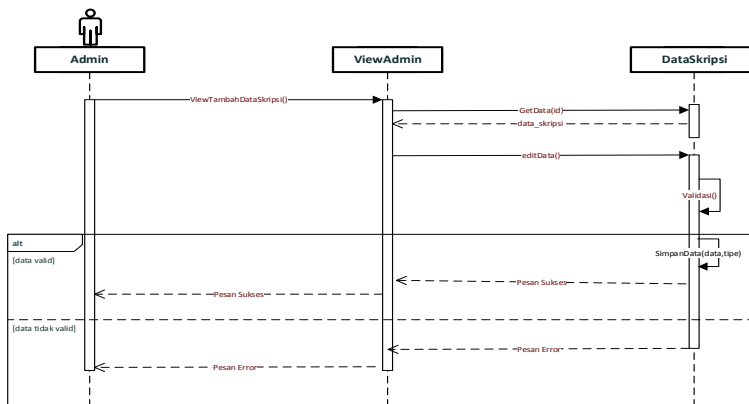 Admin
ViewAdmin
DataSkripsi
ViewTambahDataSkripsi()
GetData(id)
data_skripsi
editData()
Validasi()
alt
[data valid]
SimpanData(data,tipe)
Pesan Sukses
Pesan Sukses
[data tidak valid]
Pesan Error
Pesan Error